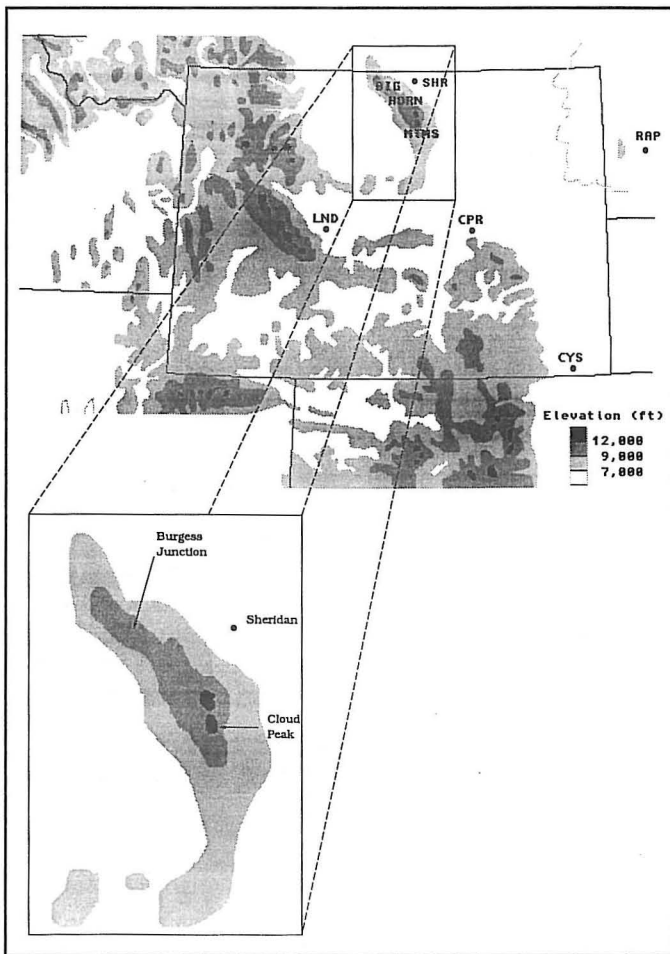 SHR
BIG
HORN
MTNS
RAP
LND
CPR
CYS
Elevation (ft)
12,000
9,000
7,000
Burgess
Junction
Sheridan
Cloud
Peak